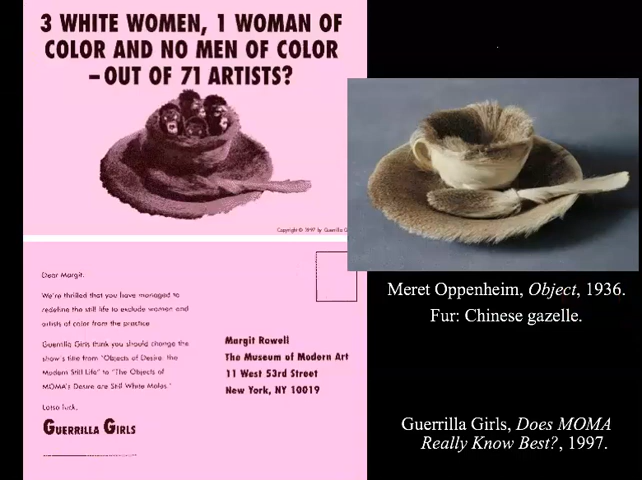 3 WHITE WOMEN, 1 WOMAN OF
COLOR AND NO MEN OF COLOR
–OUT OF 71 ARTISTS?
Copyright © 1997 by Guerrilla G
Dear Margit,
We're thrilled that you have managed to
redefine the still life to exclude women and
artists of color from the practice
Guerrilla Girls think you should change the
show's title from "Objects of Desire: the
Modern Still Life" to "The Objects of
MOMA's Desire are Still White Males."
Lotsa luck,
GUERRILLA GIRLS
Margit Rowell
The Museum of Modern Art
11 West 53rd Street
New York, NY 10019
Meret Oppenheim, Object, 1936.
Fur: Chinese gazelle.
Guerrilla Girls, Does MOMA
Really Know Best?, 1997.